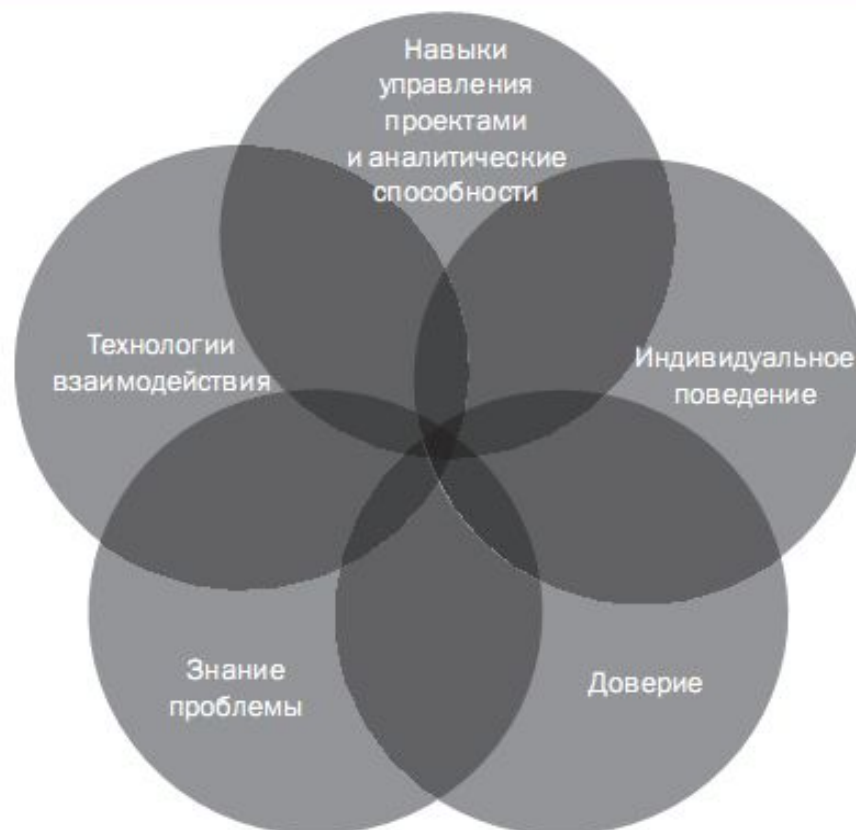 Навыки
управления
проектами
и аналитические
способности
Технологии
взаимодействия
Индивидуальное
поведение
Знание
проблемы
Доверие